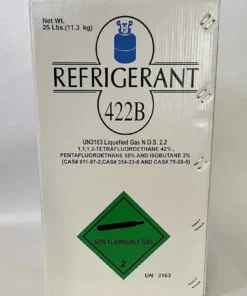 Net Wt.
25 Lbs.(11.3 kg)
REFRIGERANT
422B
UN3163 Liquefied Gas N.O.S. 2.2
1,1,1,2-TETRAFLUOROETHANE 42% ,
PENTAFLUOROETHANE 55% AND ISOBUTANE 3%
(CAS# 811-97-2,CAS# 354-33-6 AND CAS# 75-28-5)
NON-FLAMMABLE GAS
2
UN 3163